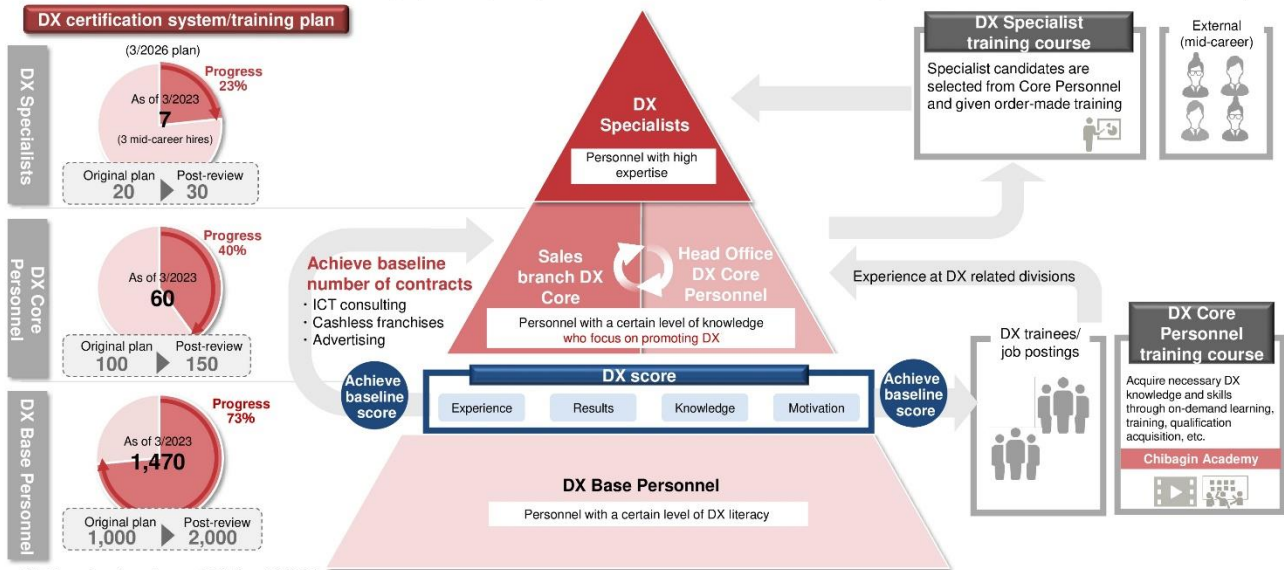 DX certification system/training plan
DX Specialists
(3/2026 plan)
Progress
23%
As of 3/2023
7
(3 mid-career hires)
Original plan
20
Post-review
30
DX Core
Personnel
Progress
40%
As of 3/2023
60
Original plan
100
Post-review
150
DX Base Personnel
Progress
73%
As of 3/2023
1,470
Original plan
1,000
Post-review
2,000
DX
Specialists
Personnel with high
expertise
Achieve baseline
number of contracts
・ICT consulting
・Cashless franchises
・Advertising
Sales
branch DX
Core
Head Office
DX Core
Personnel
Personnel with a certain level of knowledge
who focus on promoting DX
Achieve
baseline
score
DX score
Experience
Results
Knowledge
Motivation
Achieve
baseline
score
DX Base Personnel
Personnel with a certain level of DX literacy
DX Specialist
training course
Specialist candidates are
selected from Core Personnel
and given order-made training
External
(mid-career)
Experience at DX related divisions
DX trainees/
job postings
DX Core
Personnel
training course
Acquire necessary DX
knowledge and skills
through on-demand learning,
training, qualification
acquisition, etc.
Chibagin Academy